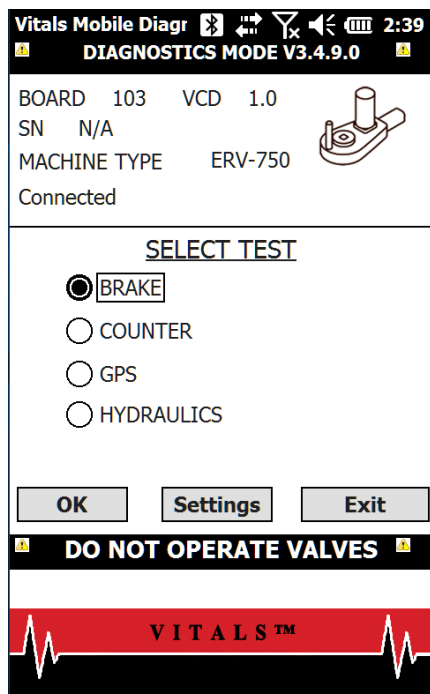 Vitals Mobile Diagr 2:39
DIAGNOSTICS MODE V3.4.9.0
BOARD 103 VCD 1.0
SN N/A
MACHINE TYPE ERV-750
Connected
SELECT TEST
BRAKE
COUNTER
GPS
HYDRAULICS
OK Settings Exit
DO NOT OPERATE VALVES
VITALS™